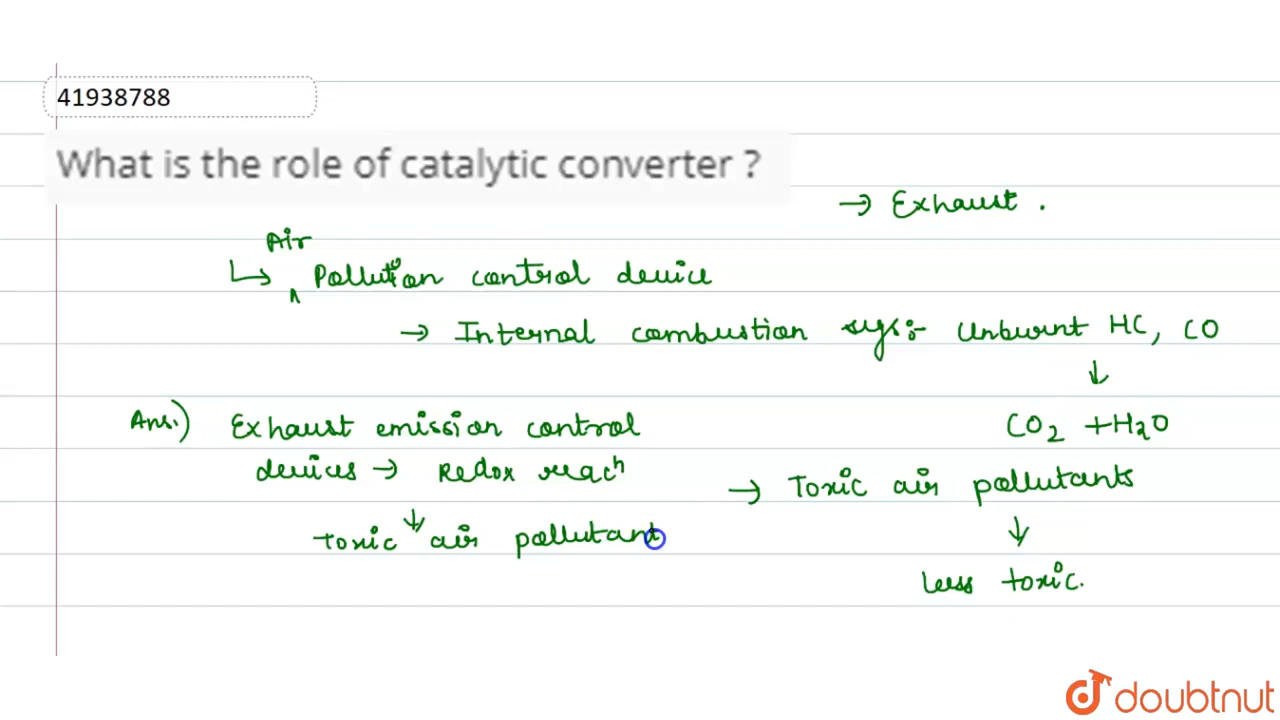 41938788
What is the role of catalytic converter ?
→ Exhaust .
Air
↳ ∧ Pollution control device
→ Internal combustion sys:- Unburnt HC, CO
↓
Ans.) Exhaust emission control
CO2 + H2O
devices → Redox reacn
→ Toxic air pollutants
↓
toxic air pollutant
↓
less toxic.
doubtnut